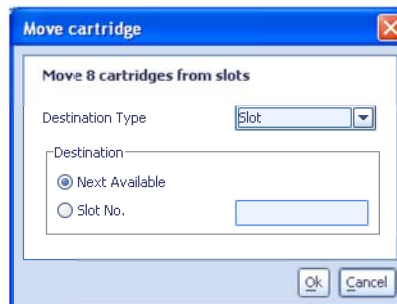 Move cartridge
Move 8 cartridges from slots
Destination Type
Slot
Destination
Next Available
Slot No.
Ok
Cancel